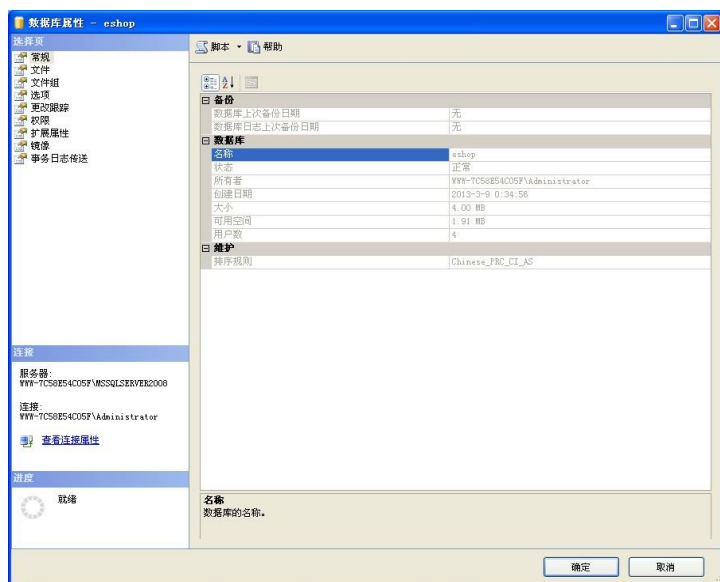 数据库属性 - eshop
选择页
常规
文件
文件组
选项
更改跟踪
权限
扩展属性
镜像
事务日志传送
脚本 帮助
备份
数据库上次备份日期 无
数据库日志上次备份日期 无
数据库
名称 eshop
状态 正常
所有者 WWW-7C58E54C05F\Administrator
创建日期 2013-3-9 0:34:56
大小 4.00 MB
可用空间 1.91 MB
用户数 4
维护
排序规则 Chinese_PRC_CI_AS
连接
服务器:
WWW-7C58E54C05F\MSSQLSERVER2008
连接:
WWW-7C58E54C05F\Administrator
查看连接属性
进度
就绪
名称
数据库的名称。
确定 取消